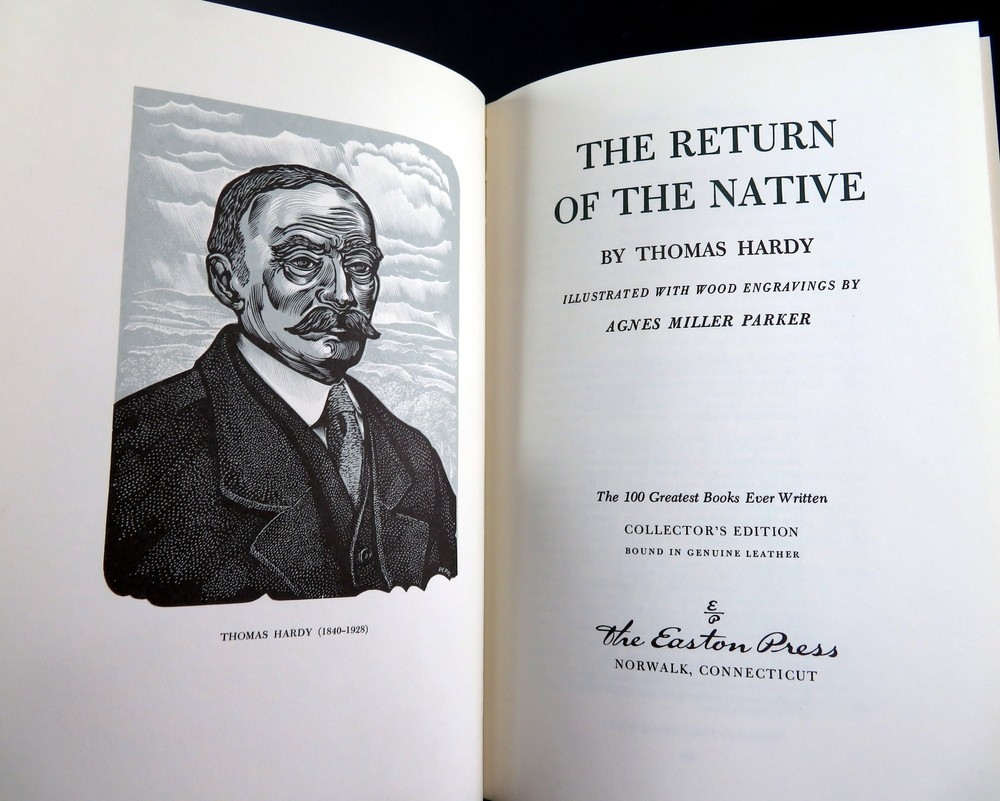 THOMAS HARDY (1840-1928)
THE RETURN
OF THE NATIVE
BY THOMAS HARDY
ILLUSTRATED WITH WOOD ENGRAVINGS BY
AGNES MILLER PARKER
The 100 Greatest Books Ever Written
COLLECTOR'S EDITION
BOUND IN GENUINE LEATHER
E
P
The Easton Press
NORWALK, CONNECTICUT